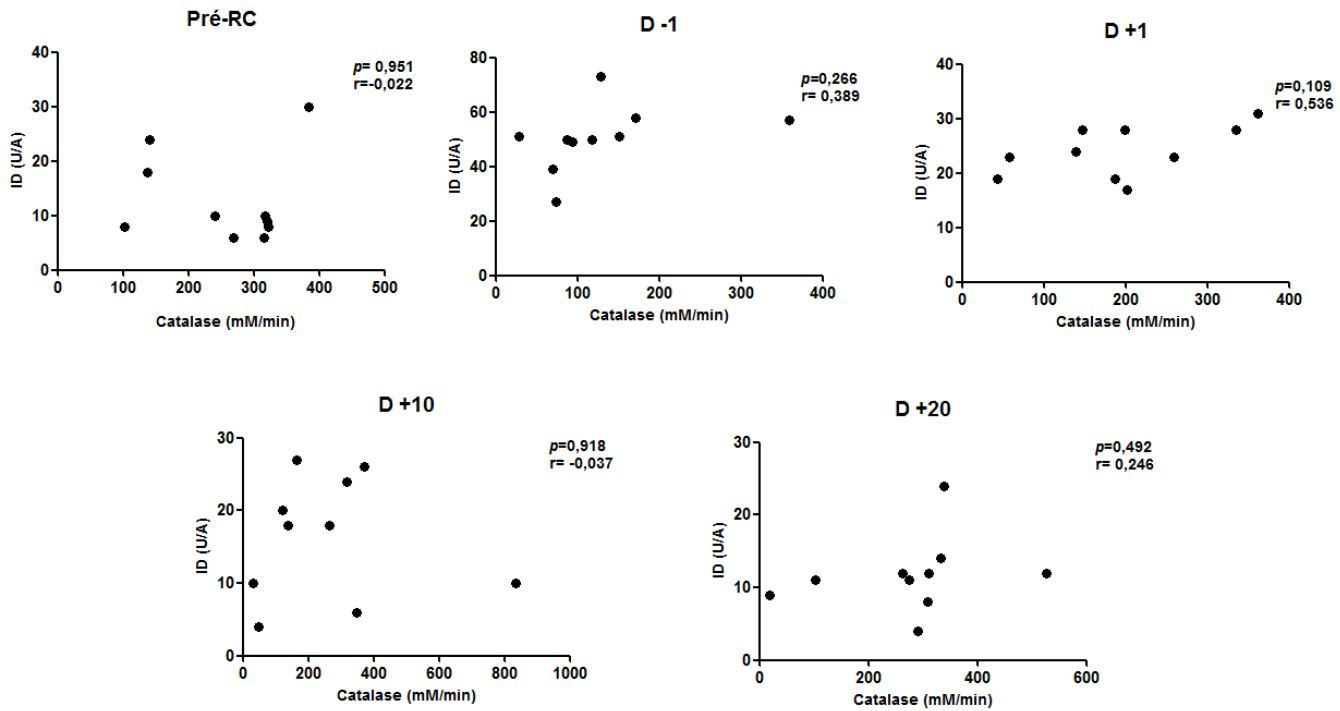 Pré-RC
p= 0,951
r=-0,022
ID (U/A)
40
30
20
10
0
0 100 200 300 400 500
Catalase (mM/min)
D -1
p=0,266
r= 0,389
ID (U/A)
80
60
40
20
0
0 100 200 300 400
Catalase (mM/min)
D +1
p=0,109
r= 0,536
ID (U/A)
40
30
20
10
0
0 100 200 300 400
Catalase (mM/min)
D +10
p=0,918
r= -0,037
ID (U/A)
30
20
10
0
0 200 400 600 800 1000
Catalase (mM/min)
D +20
p=0,492
r= 0,246
ID (U/A)
30
20
10
0
0 200 400 600
Catalase (mM/min)